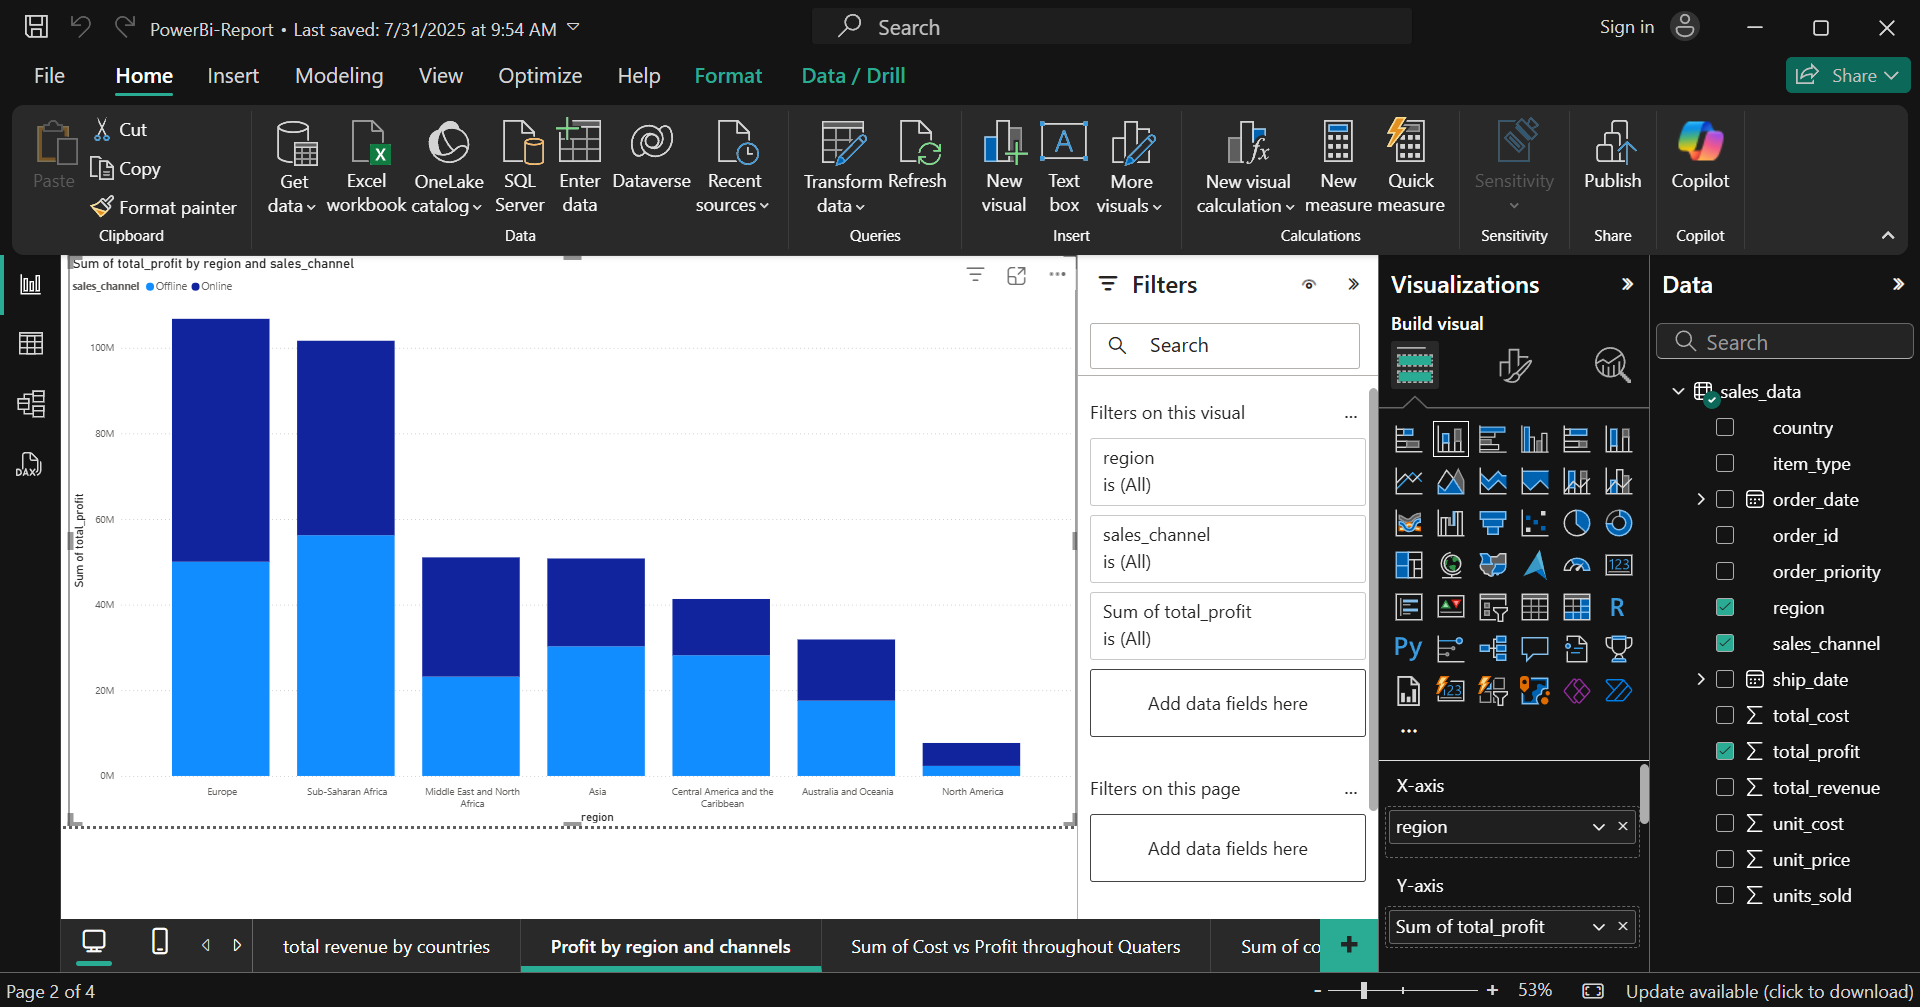 PowerBi-Report • Last saved: 7/31/2025 at 9:54 AM
Search
Sign in
File
Home
Insert
Modeling
View
Optimize
Help
Format
Data / Drill
Share
Paste
Cut
Copy
Format painter
Clipboard
Get
data
Excel
workbook
OneLake
catalog
SQL
Server
Enter
data
Dataverse
Recent
sources
Data
Transform
data
Refresh
Queries
New
visual
Text
box
More
visuals
Insert
New visual
calculation
New
measure
Quick
measure
Calculations
Sensitivity
Sensitivity
Publish
Share
Copilot
Copilot
DAX
Sum of total_profit by region and sales_channel
sales_channel Offline Online
100M
80M
60M
40M
20M
0M
Sum of total_profit
Europe
Sub-Saharan Africa
Middle East and North
Africa
Asia
Central America and the
Caribbean
Australia and Oceania
North America
region
Filters
Search
Filters on this visual
...
region
is (All)
sales_channel
is (All)
Sum of total_profit
is (All)
Add data fields here
Filters on this page
...
Add data fields here
Visualizations
Build visual
123
R
Py
123
...
X-axis
region
Y-axis
Sum of total_profit
Data
Search
sales_data
country
item_type
order_date
order_id
order_priority
region
sales_channel
ship_date
total_cost
total_profit
total_revenue
unit_cost
unit_price
units_sold
total revenue by countries
Profit by region and channels
Sum of Cost vs Profit throughout Quaters
Sum of co
+
Page 2 of 4
- + 53%
Update available (click to download)